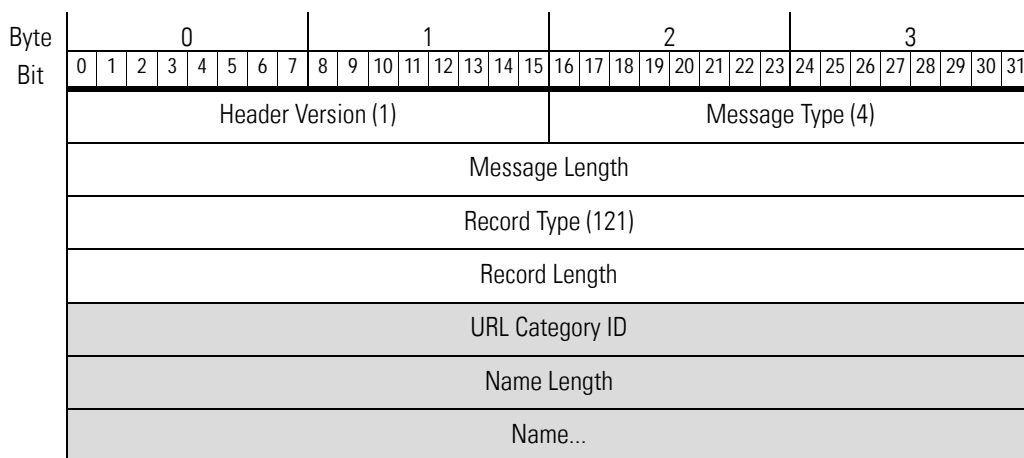 Byte 0 1 2 3
Bit 0 1 2 3 4 5 6 7 8 9 10 11 12 13 14 15 16 17 18 19 20 21 22 23 24 25 26 27 28 29 30 31
Header Version (1) Message Type (4)
Message Length
Record Type (121)
Record Length
URL Category ID
Name Length
Name...